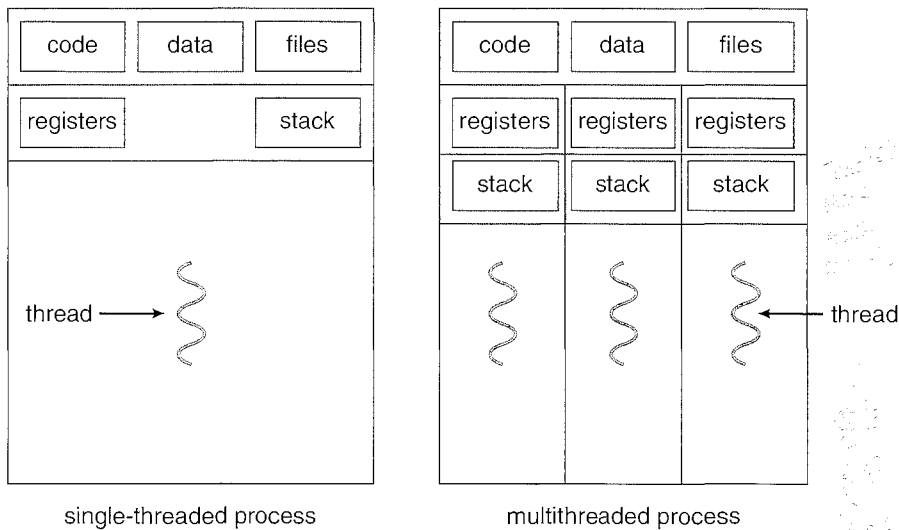 code data files
registers stack
thread
single-threaded process
code data files
registers registers registers
stack stack stack
thread
multithreaded process